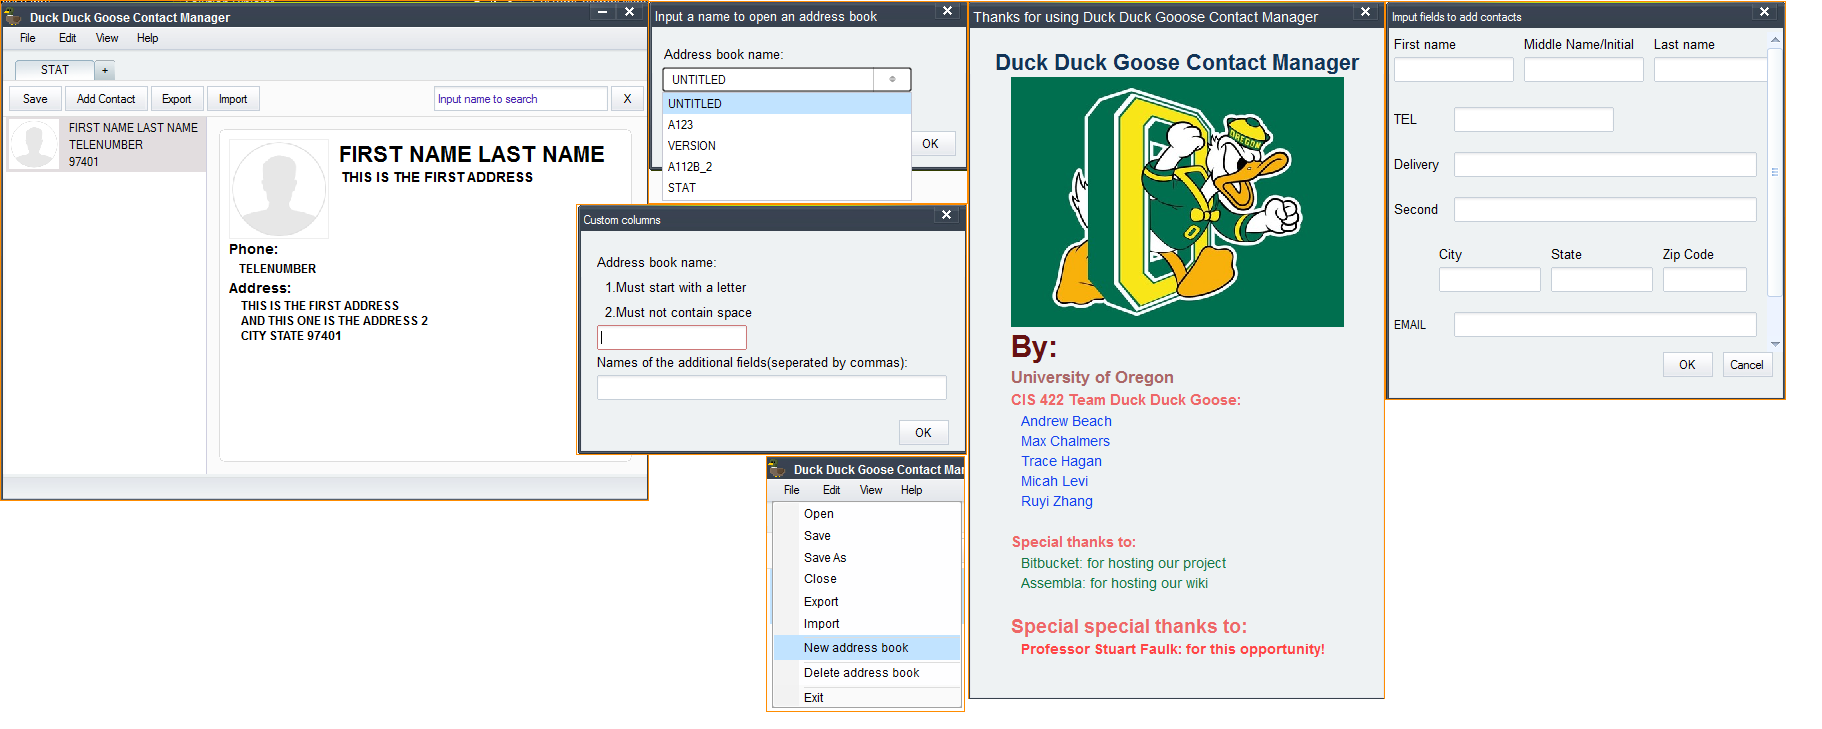 Duck Duck Goose Contact Manager
File Edit View Help
STAT +
Save Add Contact Export Import Input name to search X
FIRST NAME LAST NAME
TELENUMBER
97401
FIRST NAME LAST NAME
THIS IS THE FIRST ADDRESS
Phone:
TELENUMBER
Address:
THIS IS THE FIRST ADDRESS
AND THIS ONE IS THE ADDRESS 2
CITY STATE 97401
Input a name to open an address book
Address book name:
UNTITLED
UNTITLED
A123
VERSION
A112B_2
STAT
OK
Custom columns
Address book name:
1.Must start with a letter
2.Must not contain space
Names of the additional fields(seperated by commas):
OK
Duck Duck Goose Contact Mar
File Edit View Help
Open
Save
Save As
Close
Export
Import
New address book
Delete address book
Exit
Thanks for using Duck Duck Gooose Contact Manager
Duck Duck Goose Contact Manager
OREGON
O
By:
University of Oregon
CIS 422 Team Duck Duck Goose:
Andrew Beach
Max Chalmers
Trace Hagan
Micah Levi
Ruyi Zhang
Special thanks to:
Bitbucket: for hosting our project
Assembla: for hosting our wiki
Special special thanks to:
Professor Stuart Faulk: for this opportunity!
Imput fields to add contacts
First name Middle Name/Initial Last name
TEL
Delivery
Second
City State Zip Code
EMAIL
OK Cancel